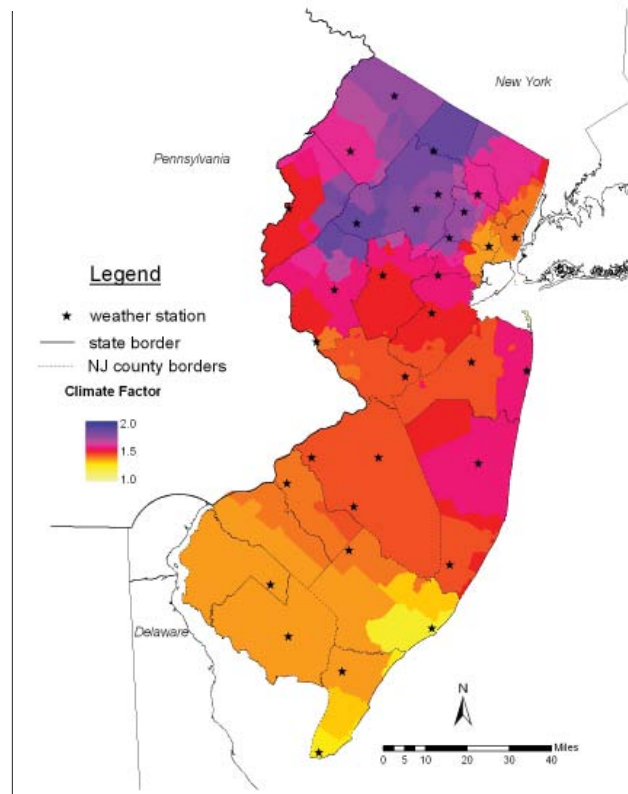 New York
Pennsylvania
Legend
weather station
state border
NJ county borders
Climate Factor
2.0
1.5
1.0
Delaware
N
Miles
0 5 10 20 30 40